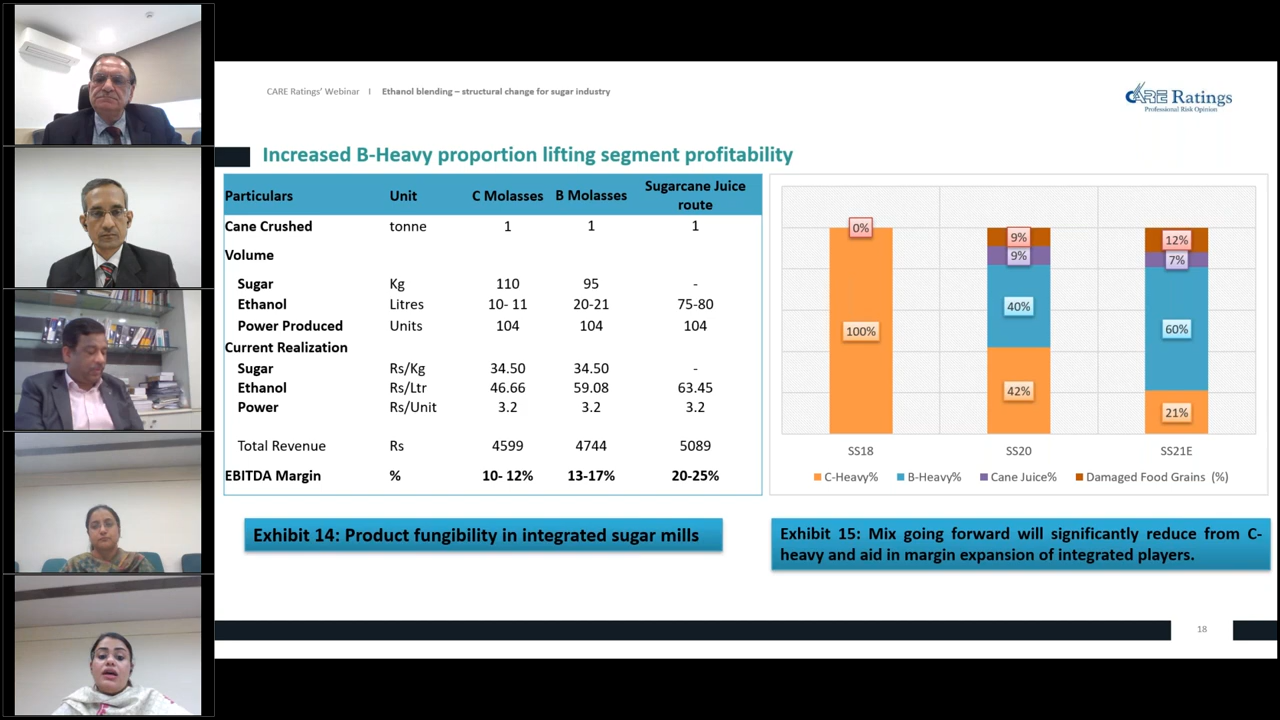 CARE Ratings' Webinar I Ethanol blending – structural change for sugar industry
CARE Ratings
Professional Risk Opinion
Increased B-Heavy proportion lifting segment profitability
Particulars Unit C Molasses B Molasses Sugarcane Juice route
Cane Crushed tonne 1 1 1
Volume
Sugar Kg 110 95 -
Ethanol Litres 10- 11 20-21 75-80
Power Produced Units 104 104 104
Current Realization
Sugar Rs/Kg 34.50 34.50 -
Ethanol Rs/Ltr 46.66 59.08 63.45
Power Rs/Unit 3.2 3.2 3.2
Total Revenue Rs 4599 4744 5089
EBITDA Margin % 10- 12% 13-17% 20-25%
Exhibit 14: Product fungibility in integrated sugar mills
0% 9% 12%
9% 7%
100% 40% 60%
42% 21%
SS18 SS20 SS21E
C-Heavy% B-Heavy% Cane Juice% Damaged Food Grains (%)
Exhibit 15: Mix going forward will significantly reduce from C-
heavy and aid in margin expansion of integrated players.
18